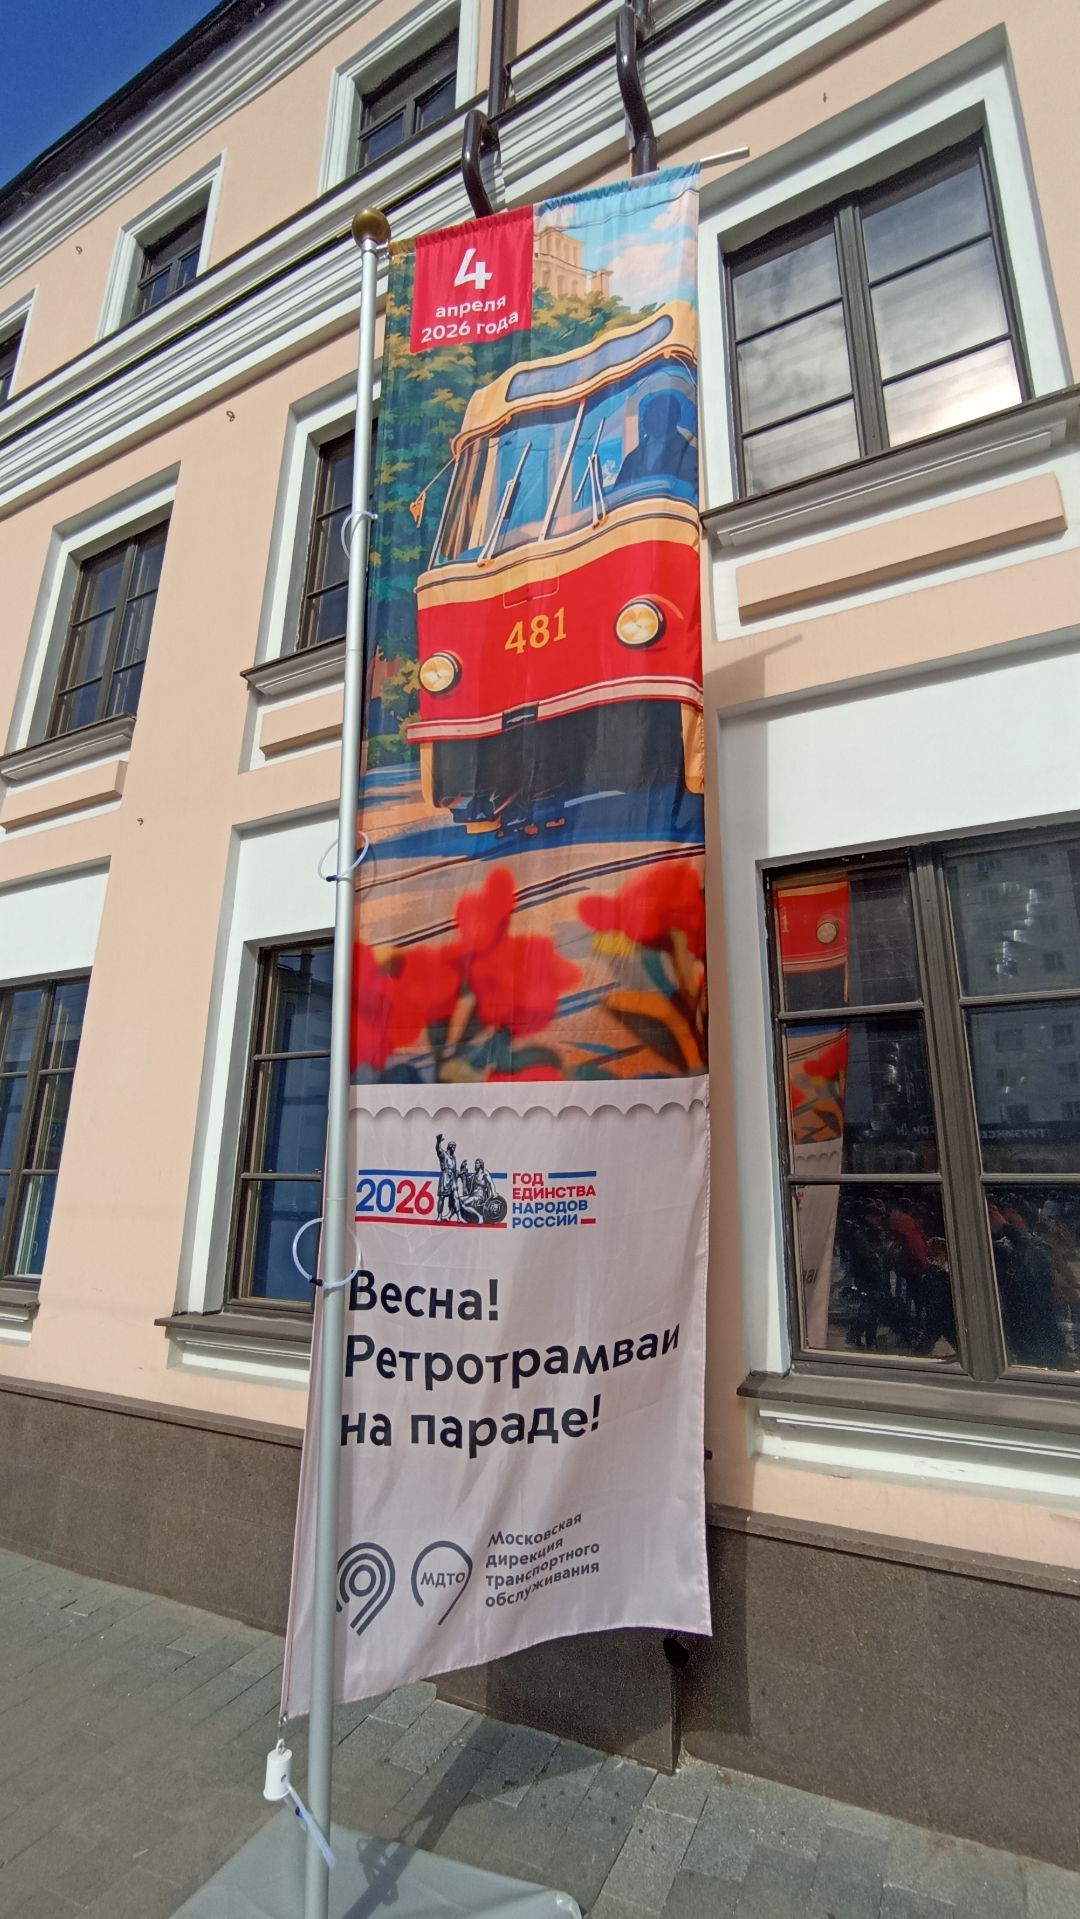 4
апреля
2026 года
481
2026
ГОД
ЕДИНСТВА
НАРОДОВ
РОССИИ
Весна!
Ретротрамваи
на параде!
МДТО
Московская
дирекция
транспортного
обслуживания